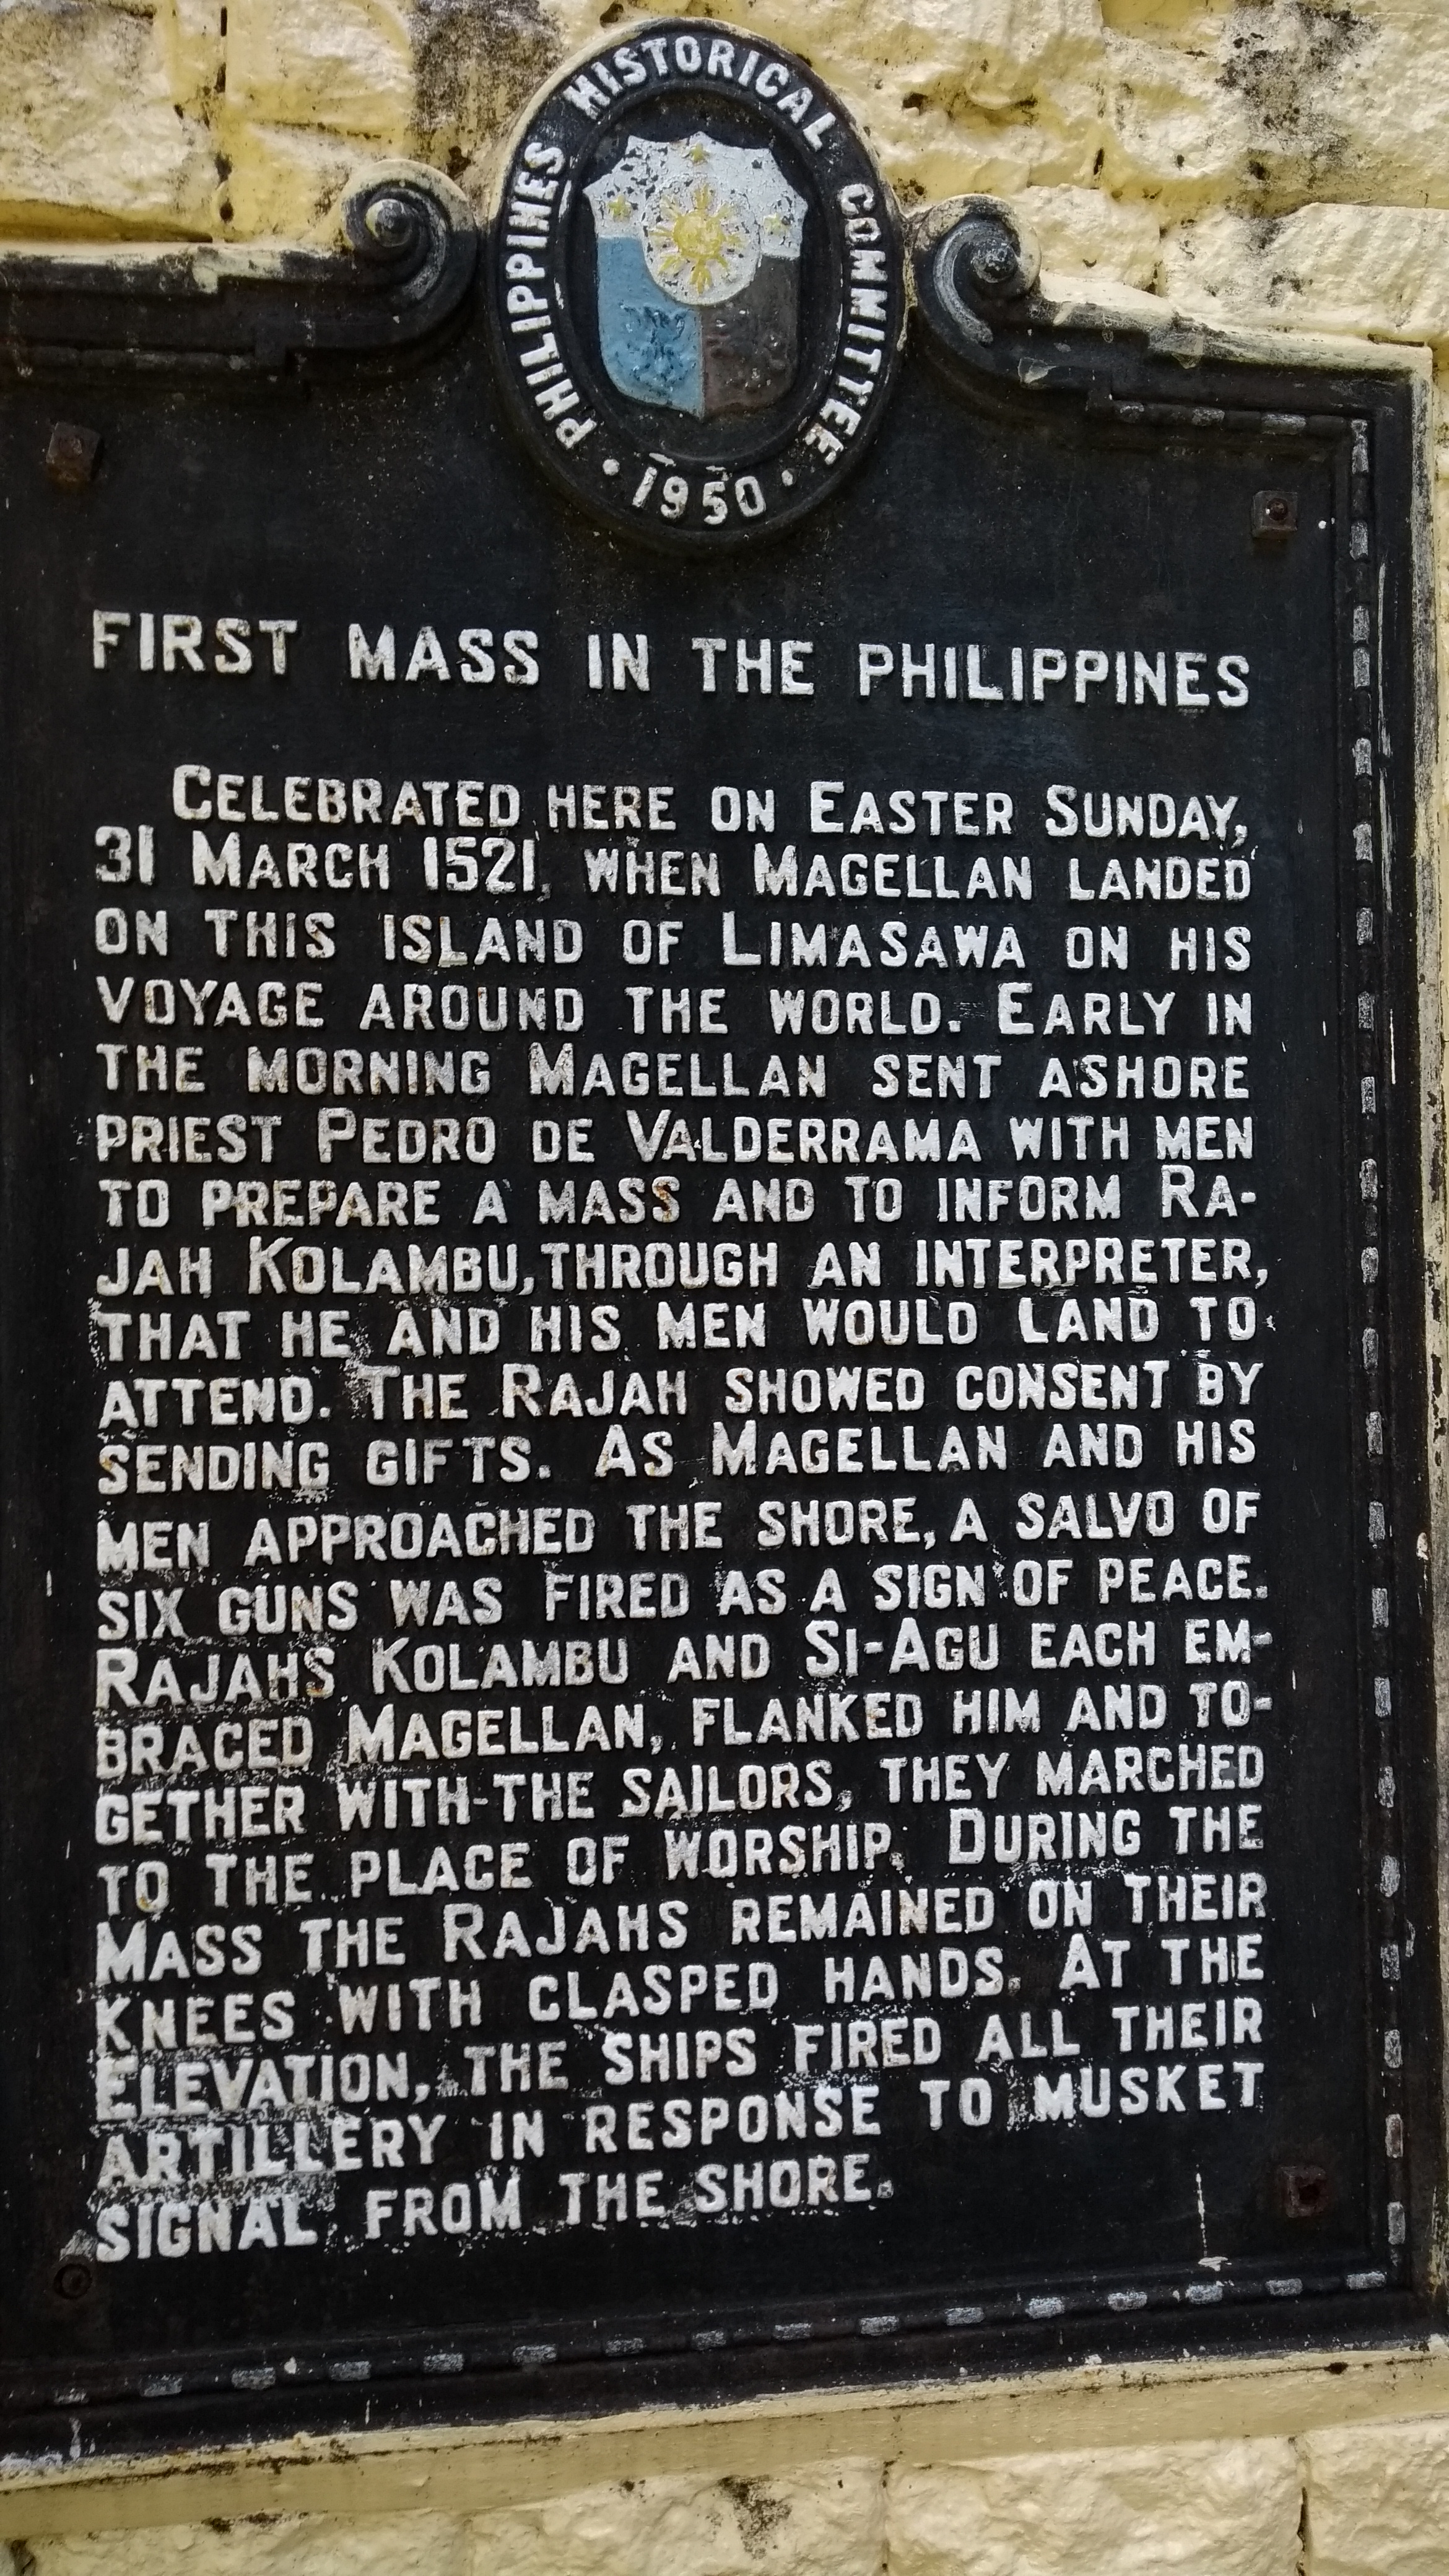 PHILIPPINES HISTORICAL COMMITTEE
• 1950 •
FIRST MASS IN THE PHILIPPINES
CELEBRATED HERE ON EASTER SUNDAY,
31 MARCH 1521, WHEN MAGELLAN LANDED
ON THIS ISLAND OF LIMASAWA ON HIS
VOYAGE AROUND THE WORLD. EARLY IN
THE MORNING MAGELLAN SENT ASHORE
PRIEST PEDRO DE VALDERRAMA WITH MEN
TO PREPARE A MASS AND TO INFORM RA-
JAH KOLAMBU, THROUGH AN INTERPRETER,
THAT HE AND HIS MEN WOULD LAND TO
ATTEND. THE RAJAH SHOWED CONSENT BY
SENDING GIFTS. AS MAGELLAN AND HIS
MEN APPROACHED THE SHORE, A SALVO OF
SIX GUNS WAS FIRED AS A SIGN OF PEACE.
RAJAHS KOLAMBU AND SI-AGU EACH EM-
BRACED MAGELLAN, FLANKED HIM AND TO-
GETHER WITH THE SAILORS, THEY MARCHED
TO THE PLACE OF WORSHIP. DURING THE
MASS THE RAJAHS REMAINED ON THEIR
KNEES WITH CLASPED HANDS. AT THE
ELEVATION, THE SHIPS FIRED ALL THEIR
ARTILLERY IN RESPONSE TO MUSKET
SIGNAL FROM THE SHORE.